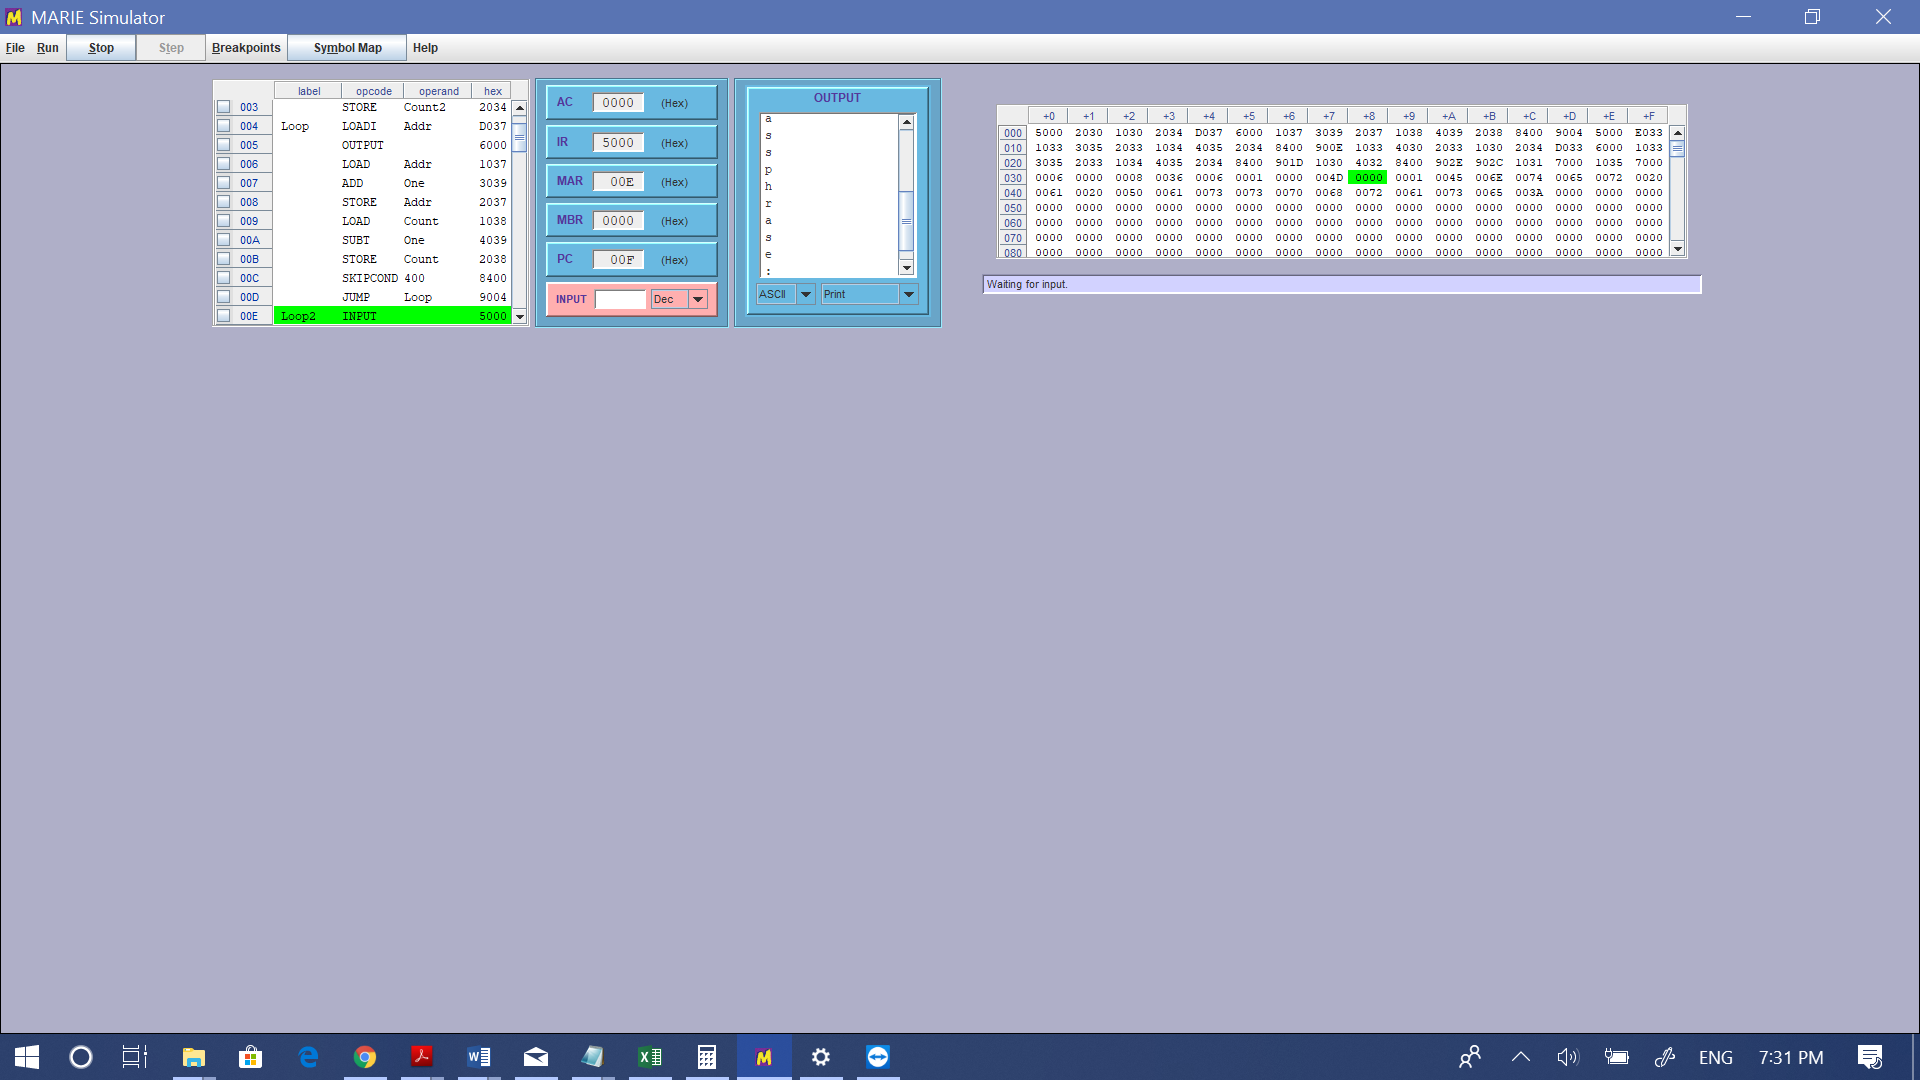 MARIE Simulator
File Run Stop Step Breakpoints Symbol Map Help
label opcode operand hex
003 STORE Count2 2034
004 Loop LOADI Addr D037
005 OUTPUT 6000
006 LOAD Addr 1037
007 ADD One 3039
008 STORE Addr 2037
009 LOAD Count 1038
00A SUBT One 4039
00B STORE Count 2038
00C SKIPCOND 400 8400
00D JUMP Loop 9004
00E Loop2 INPUT 5000
AC 0000 (Hex)
IR 5000 (Hex)
MAR 00E (Hex)
MBR 0000 (Hex)
PC 00F (Hex)
INPUT Dec
OUTPUT
a
s
s
p
h
r
a
s
e
:
ASCII Print
+0 +1 +2 +3 +4 +5 +6 +7 +8 +9 +A +B +C +D +E +F
000 5000 2030 1030 2034 D037 6000 1037 3039 2037 1038 4039 2038 8400 9004 5000 E033
010 1033 3035 2033 1034 4035 2034 8400 900E 1033 4030 2033 1030 2034 D033 6000 1033
020 3035 2033 1034 4035 2034 8400 901D 1030 4032 8400 902E 902C 1031 7000 1035 7000
030 0006 0000 0008 0036 0006 0001 0000 004D 0000 0001 0045 006E 0074 0065 0072 0020
040 0061 0020 0050 0061 0073 0073 0070 0068 0072 0061 0073 0065 003A 0000 0000 0000
050 0000 0000 0000 0000 0000 0000 0000 0000 0000 0000 0000 0000 0000 0000 0000 0000
060 0000 0000 0000 0000 0000 0000 0000 0000 0000 0000 0000 0000 0000 0000 0000 0000
070 0000 0000 0000 0000 0000 0000 0000 0000 0000 0000 0000 0000 0000 0000 0000 0000
080 0000 0000 0000 0000 0000 0000 0000 0000 0000 0000 0000 0000 0000 0000 0000 0000
Waiting for input.
ENG 7:31 PM